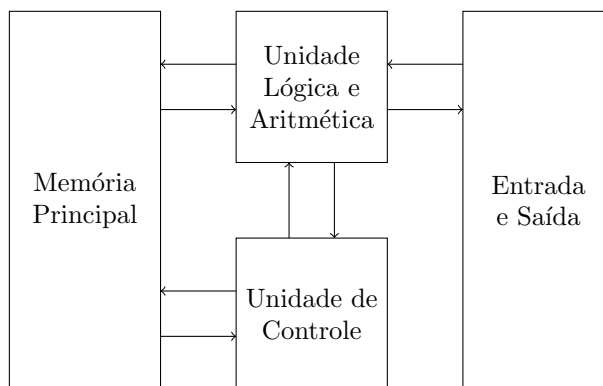 Unidade
Lógica e
Aritmética
Memória
Principal
Entrada
e Saída
Unidade de
Controle